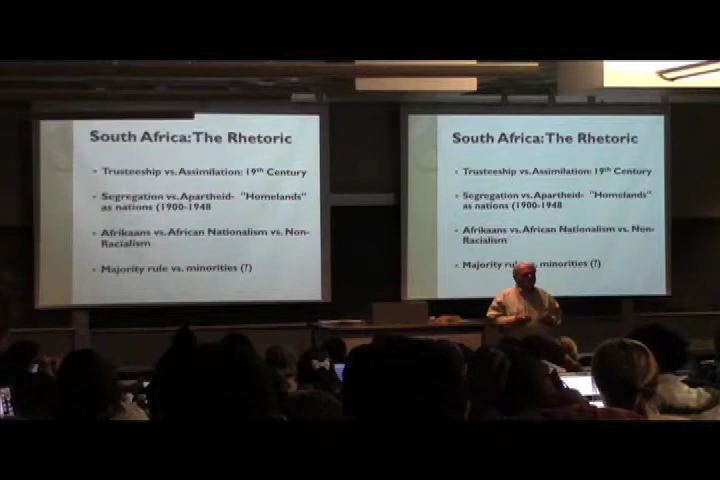 South Africa: The Rhetoric
Trusteeship vs. Assimilation: 19th Century
Segregation vs. Apartheid- "Homelands"
as nations (1900-1948
Afrikaans vs. African Nationalism vs. Non-
Racialism
Majority rule vs. minorities (?)
South Africa: The Rhetoric
Trusteeship vs. Assimilation: 19th Century
Segregation vs. Apartheid- "Homelands"
as nations (1900-1948
Afrikaans vs. African Nationalism vs. Non-
Racialism
Majority rul vs. minorities (?)